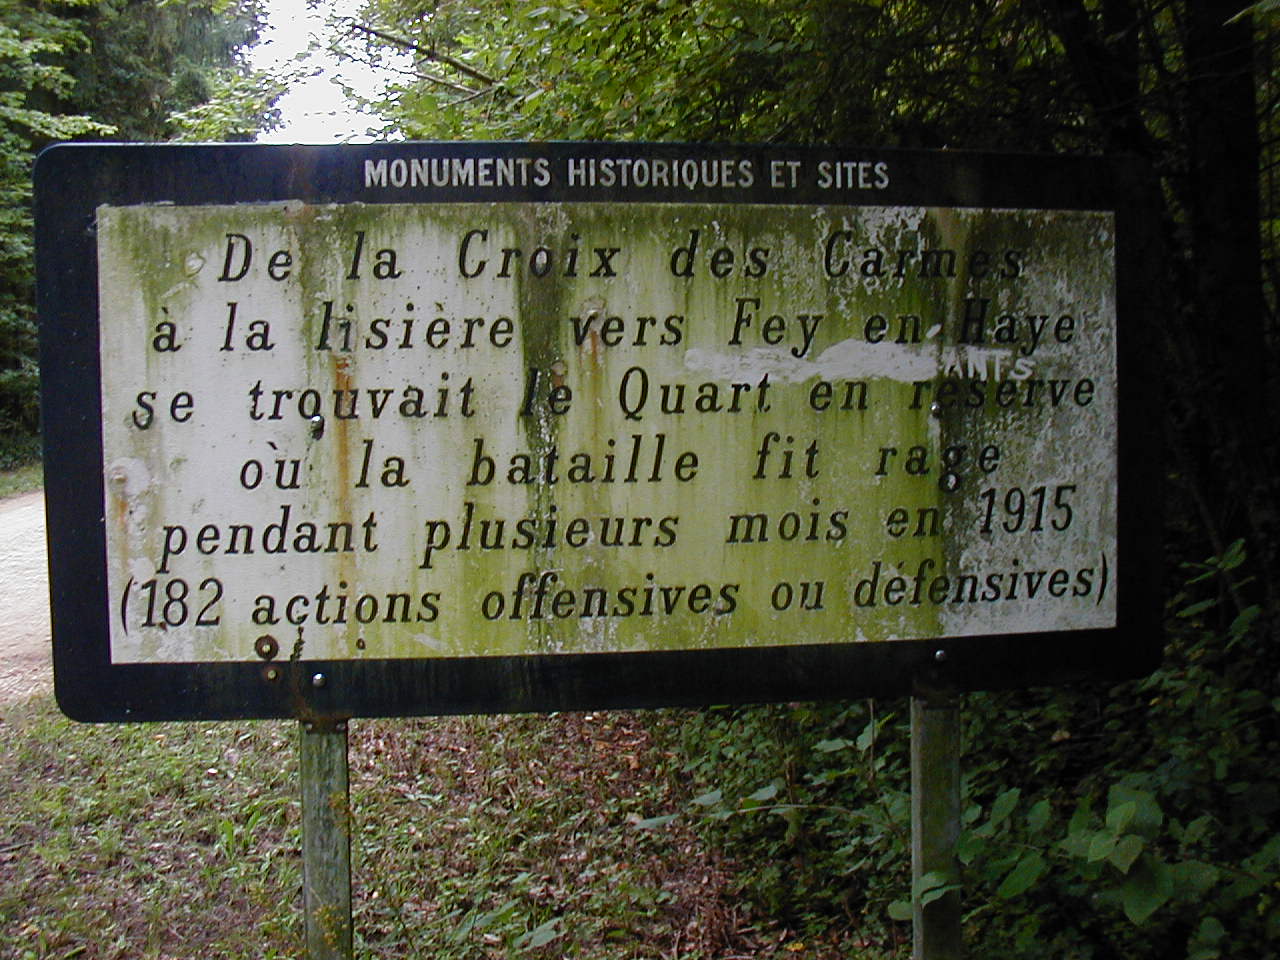 MONUMENTS HISTORIQUES ET SITES
De la Croix des Carmes
à la lisière vers Fey en Haye
ANTS
se trouvait le Quart en réserve
où la bataille fit rage
pendant plusieurs mois en 1915
(182 actions offensives ou défensives)